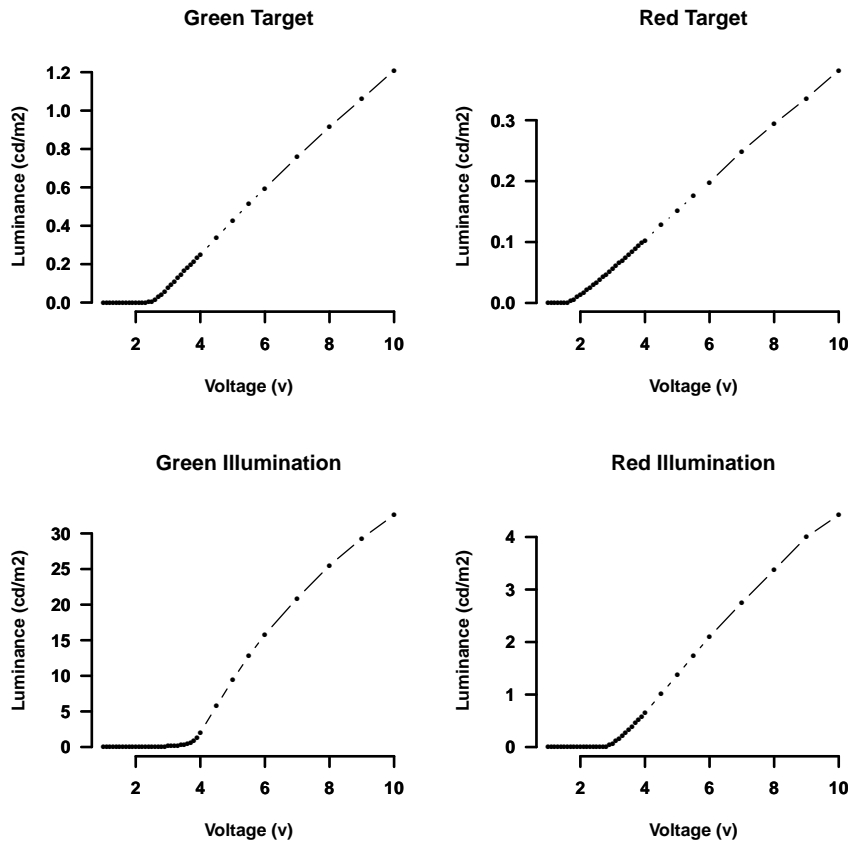 Green Target
Luminance (cd/m2)
1.2
1.0
0.8
0.6
0.4
0.2
0.0
2 4 6 8 10
Voltage (v)
Red Target
Luminance (cd/m2)
0.3
0.2
0.1
0.0
2 4 6 8 10
Voltage (v)
Green Illumination
Luminance (cd/m2)
30
25
20
15
10
5
0
2 4 6 8 10
Voltage (v)
Red Illumination
Luminance (cd/m2)
4
3
2
1
0
2 4 6 8 10
Voltage (v)